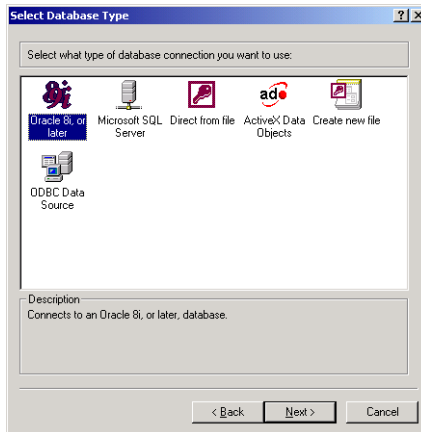 Select Database Type
Select what type of database connection you want to use:
8i
ado
Oracle 8i, or later
Microsoft SQL Server
Direct from file
ActiveX Data Objects
Create new file
ODBC Data Source
Description
Connects to an Oracle 8i, or later, database.
< Back
Next >
Cancel